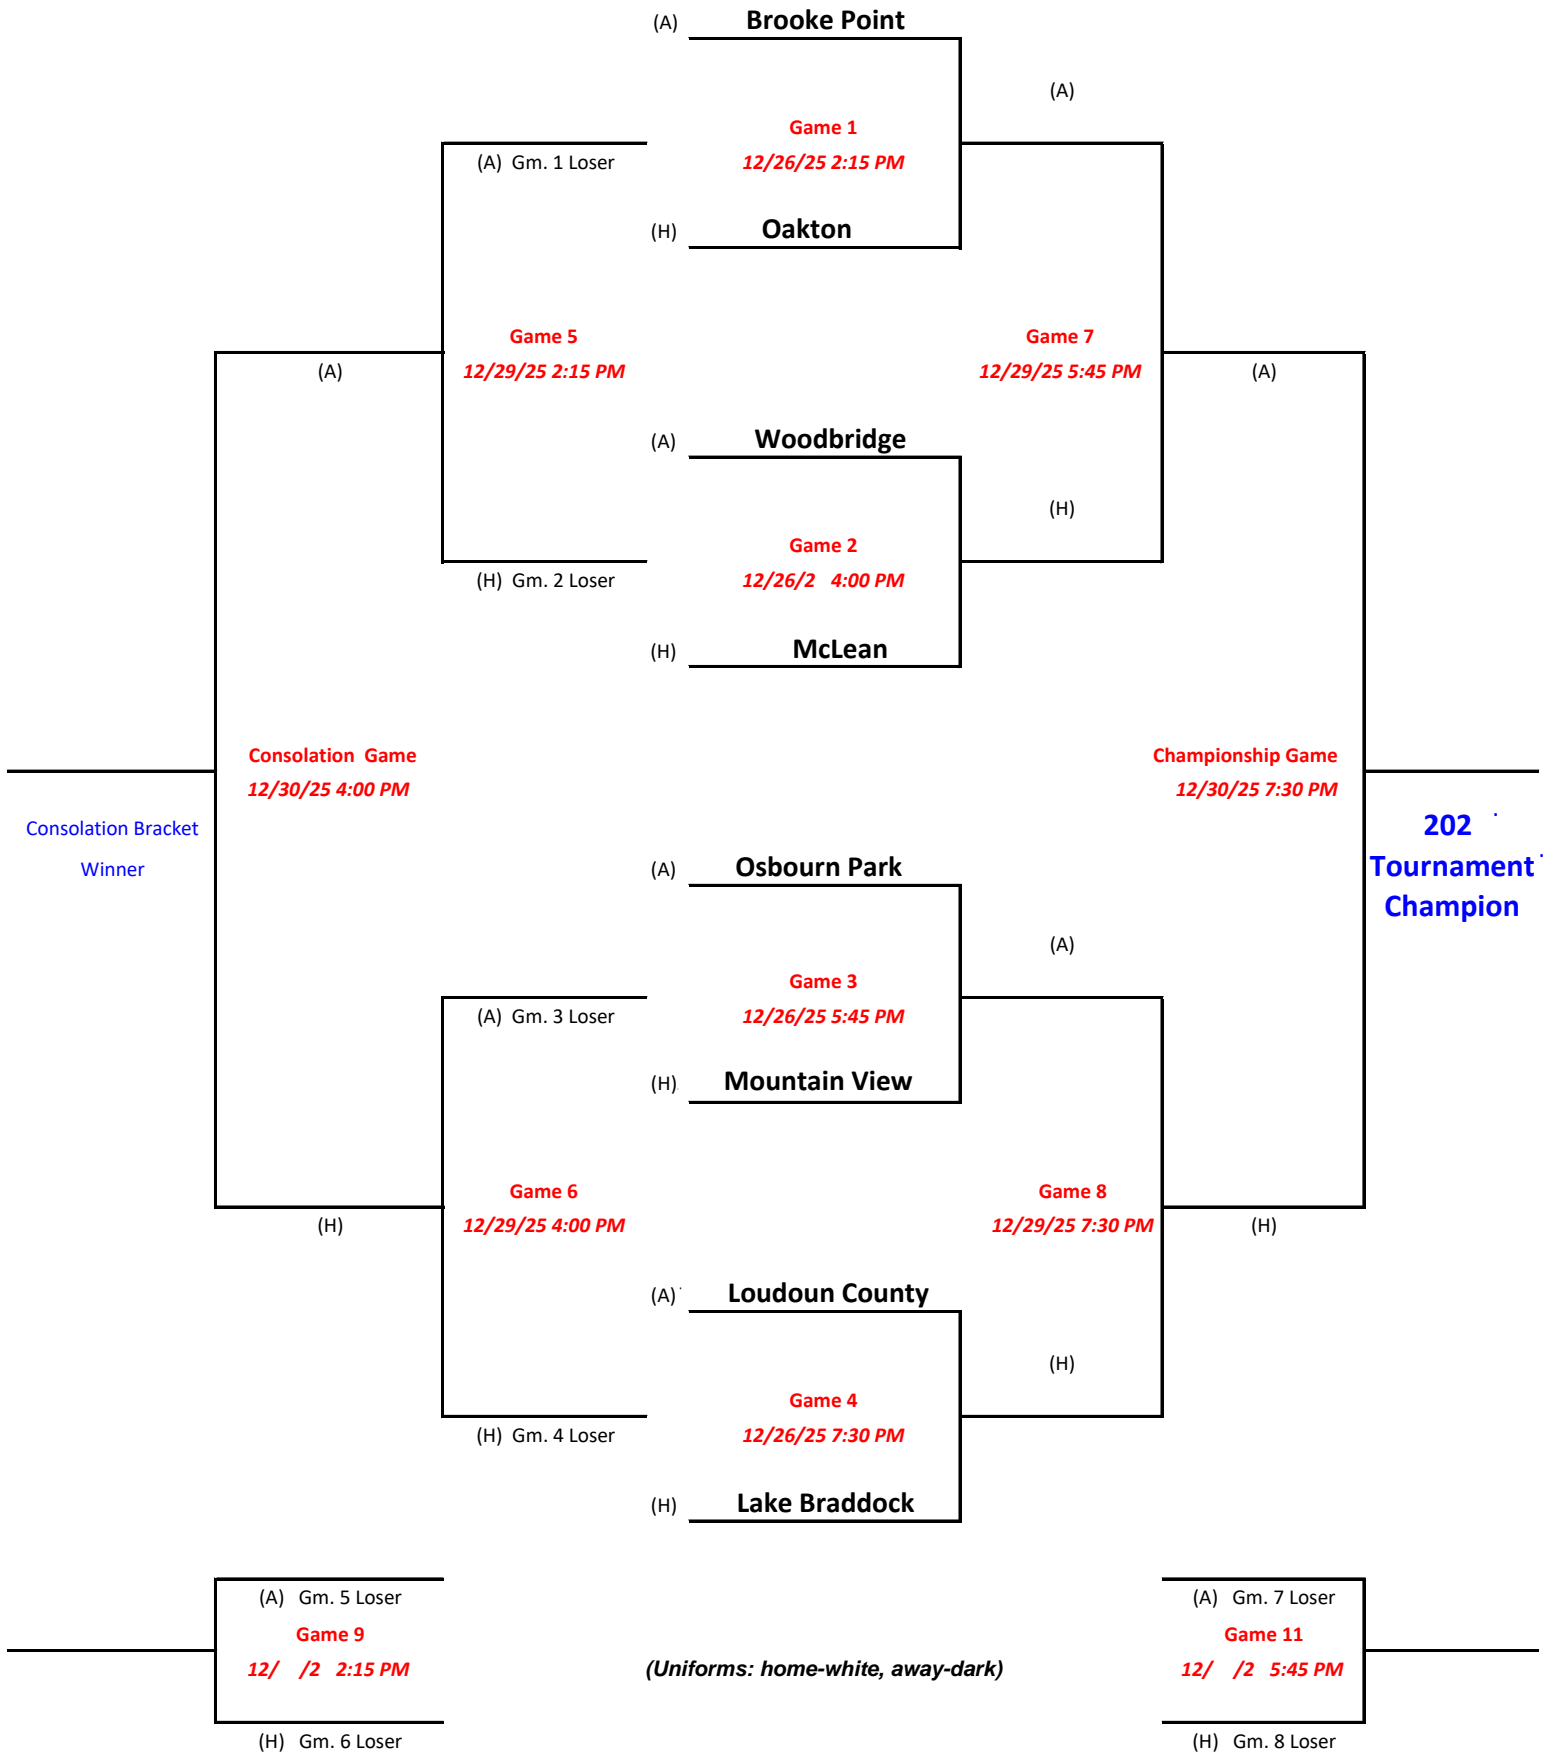 (A) Brooke Point
(A)
Game 1
(A) Gm. 1 Loser
12/26/25 2:15 PM
(H) Oakton
Game 5
Game 7
(A)
12/29/25 2:15 PM
12/29/25 5:45 PM
(A)
(A) Woodbridge
(H)
Game 2
(H) Gm. 2 Loser
12/26/2 4:00 PM
(H) McLean
Consolation Game
Championship Game
12/30/25 4:00 PM
12/30/25 7:30 PM
Consolation Bracket
Winner
202
Tournament
Champion
(A) Osbourn Park
(A)
Game 3
(A) Gm. 3 Loser
12/26/25 5:45 PM
(H) Mountain View
Game 6
Game 8
(H)
12/29/25 4:00 PM
12/29/25 7:30 PM
(H)
(A) Loudoun County
(H)
Game 4
(H) Gm. 4 Loser
12/26/25 7:30 PM
(H) Lake Braddock
(A) Gm. 5 Loser
(A) Gm. 7 Loser
Game 9
Game 11
12/ /2 2:15 PM
(Uniforms: home-white, away-dark)
12/ /2 5:45 PM
(H) Gm. 6 Loser
(H) Gm. 8 Loser